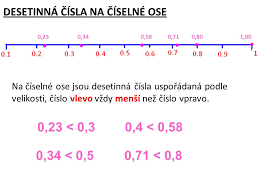 DESETINNÁ ČÍSLA NA ČÍSELNÉ OSE
0,23 0,34 0,58 0,71 0,80 1,00
0.1 0.2 0.3 0.4 0.5 0.6 0.7 0.8 0.9 1
Na číselné ose jsou desetinná čísla uspořádaná podle
velikosti, číslo vlevo vždy menší než číslo vpravo.
0,23 < 0,3 0,4 < 0,58
0,34 < 0,5 0,71 < 0,8